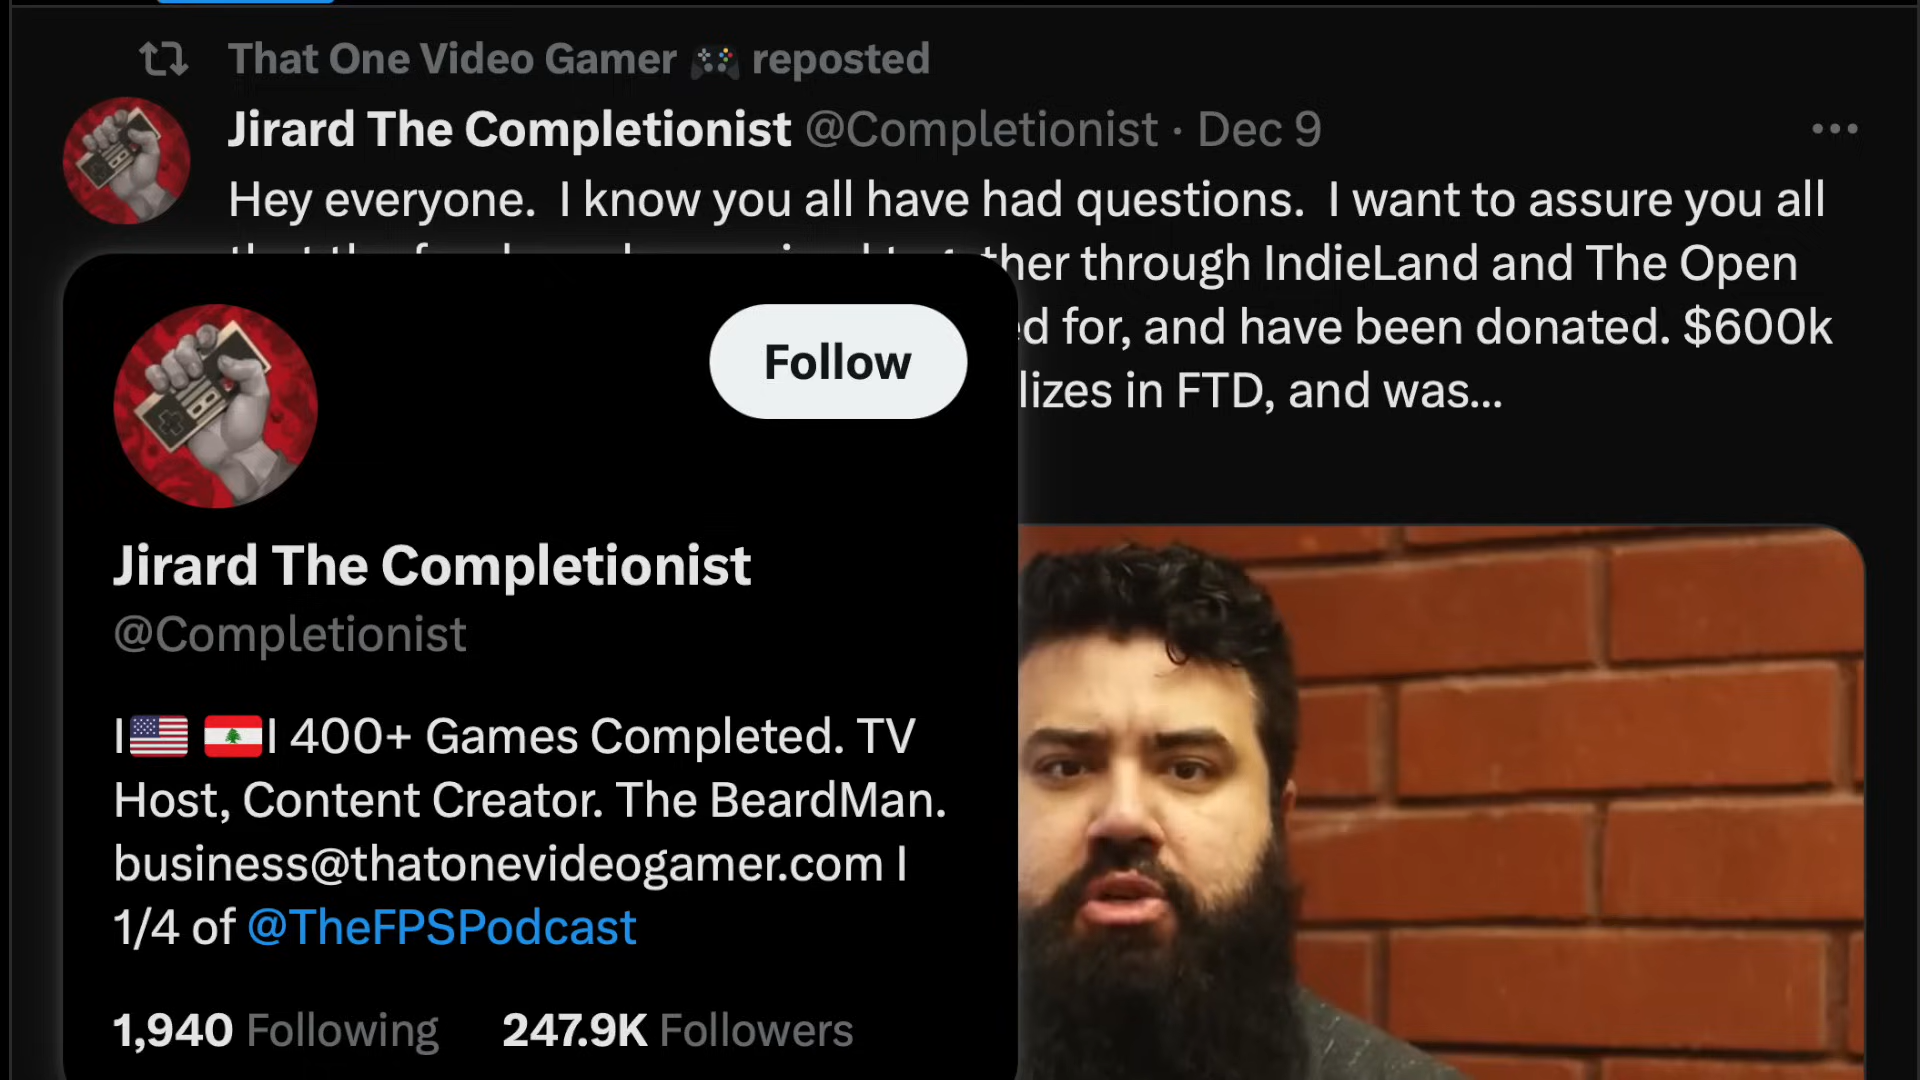 That One Video Gamer 🎮 reposted
Jirard The Completionist @Completionist · Dec 9
Hey everyone. I know you all have had questions. I want to assure you all
through IndieLand and The Open
for, and have been donated. $600k
in FTD, and was...
Follow
Jirard The Completionist
@Completionist
I🇺🇸 🇱🇧I 400+ Games Completed. TV
Host, Content Creator. The BeardMan.
business@thatonevideogamer.com I
1/4 of @TheFPSPodcast
1,940 Following 247.9K Followers